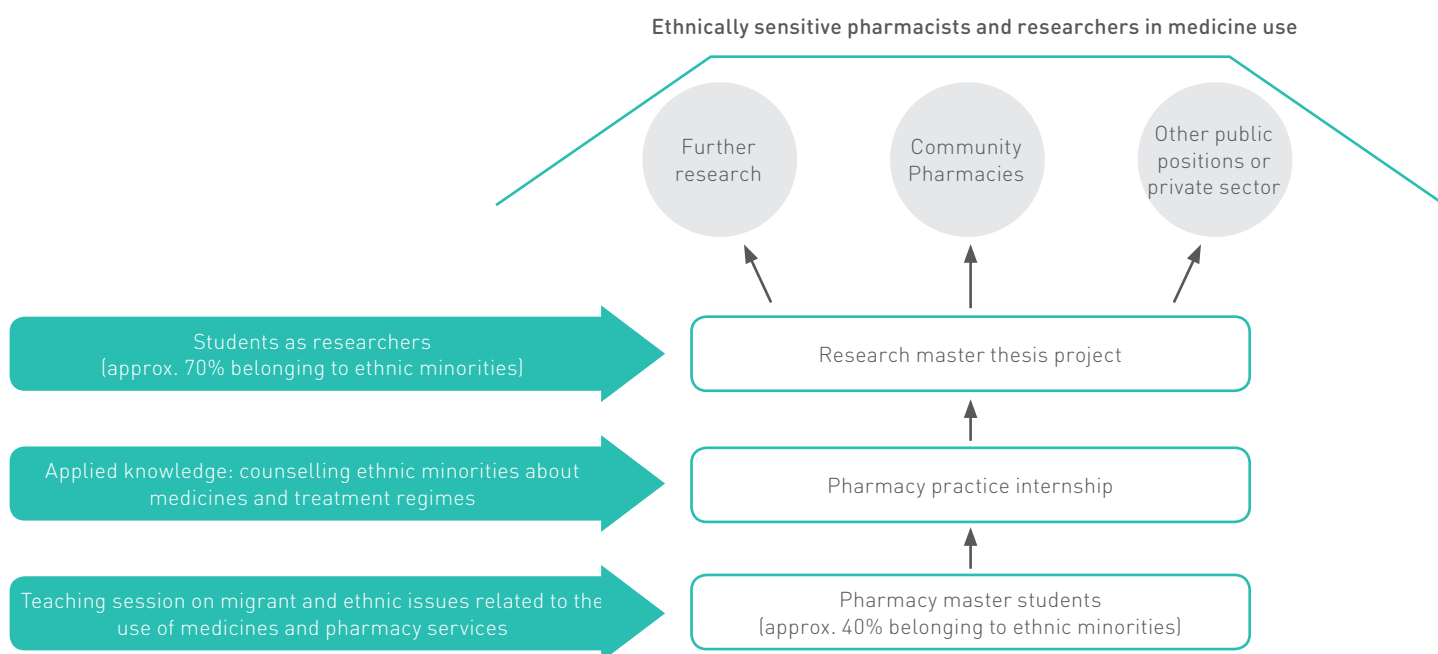 Ethnically sensitive pharmacists and researchers in medicine use
Further
research
Community
Pharmacies
Other public
positions or
private sector
Students as researchers
(approx. 70% belonging to ethnic minorities)
Research master thesis project
Applied knowledge: counselling ethnic minorities about
medicines and treatment regimes
Pharmacy practice internship
Teaching session on migrant and ethnic issues related to the
use of medicines and pharmacy services
Pharmacy master students
(approx. 40% belonging to ethnic minorities)